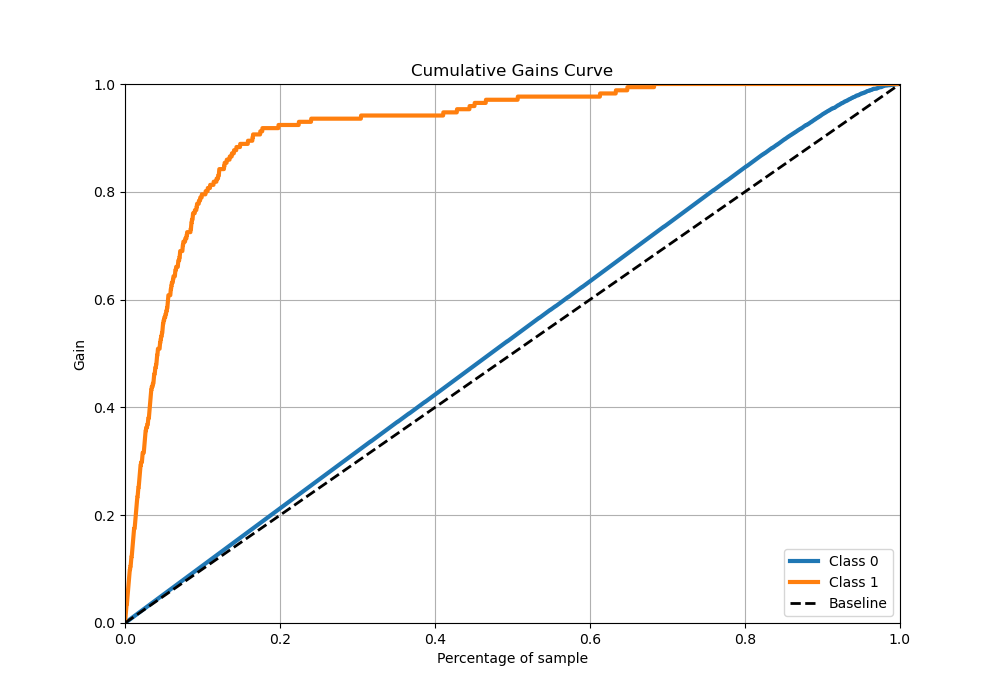 Cumulative Gains Curve
1.0
0.8
0.6
0.4
0.2
0.0
Gain
0.0 0.2 0.4 0.6 0.8 1.0
Percentage of sample
Class 0
Class 1
Baseline